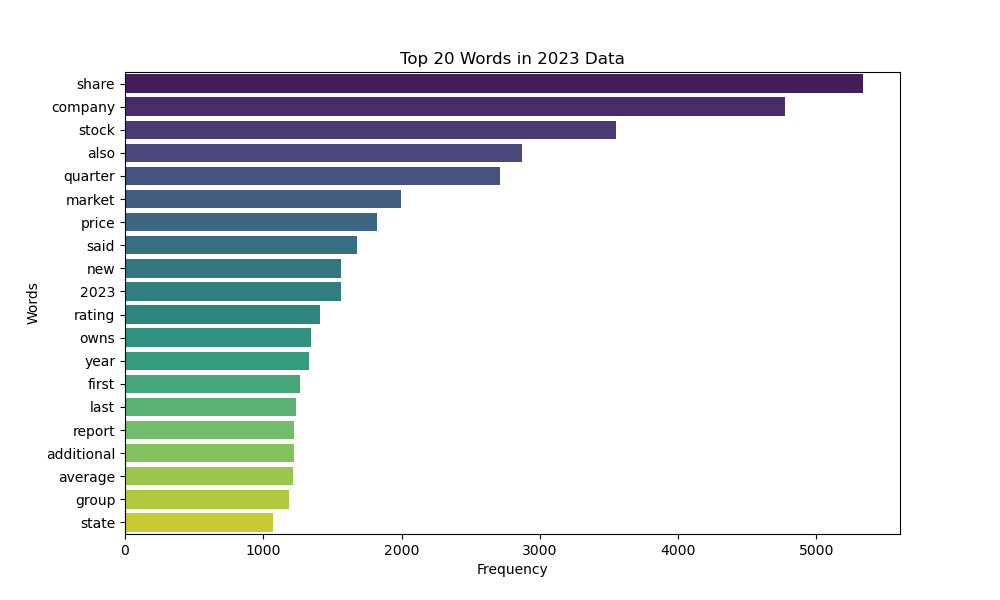 Top 20 Words in 2023 Data
share
company
stock
also
quarter
market
price
said
new
2023
rating
owns
year
first
last
report
additional
average
group
state
Words
0 1000 2000 3000 4000 5000
Frequency